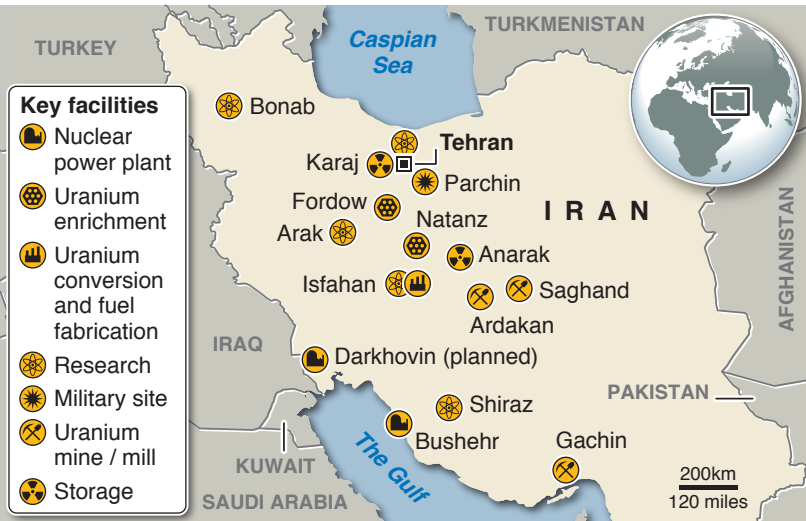 TURKEY
Caspian
Sea
TURKMENISTAN
Key facilities
Nuclear
power plant
Uranium
enrichment
Uranium
conversion
and fuel
fabrication
Research
Military site
Uranium
mine / mill
Storage
Bonab
Tehran
Karaj
Parchin
Fordow
IRAN
Arak
Natanz
Anarak
Isfahan
Saghand
Ardakan
AFGHANISTAN
IRAQ
Darkhovin (planned)
PAKISTAN
Shiraz
Bushehr
Gachin
The Gulf
KUWAIT
SAUDI ARABIA
200km
120 miles